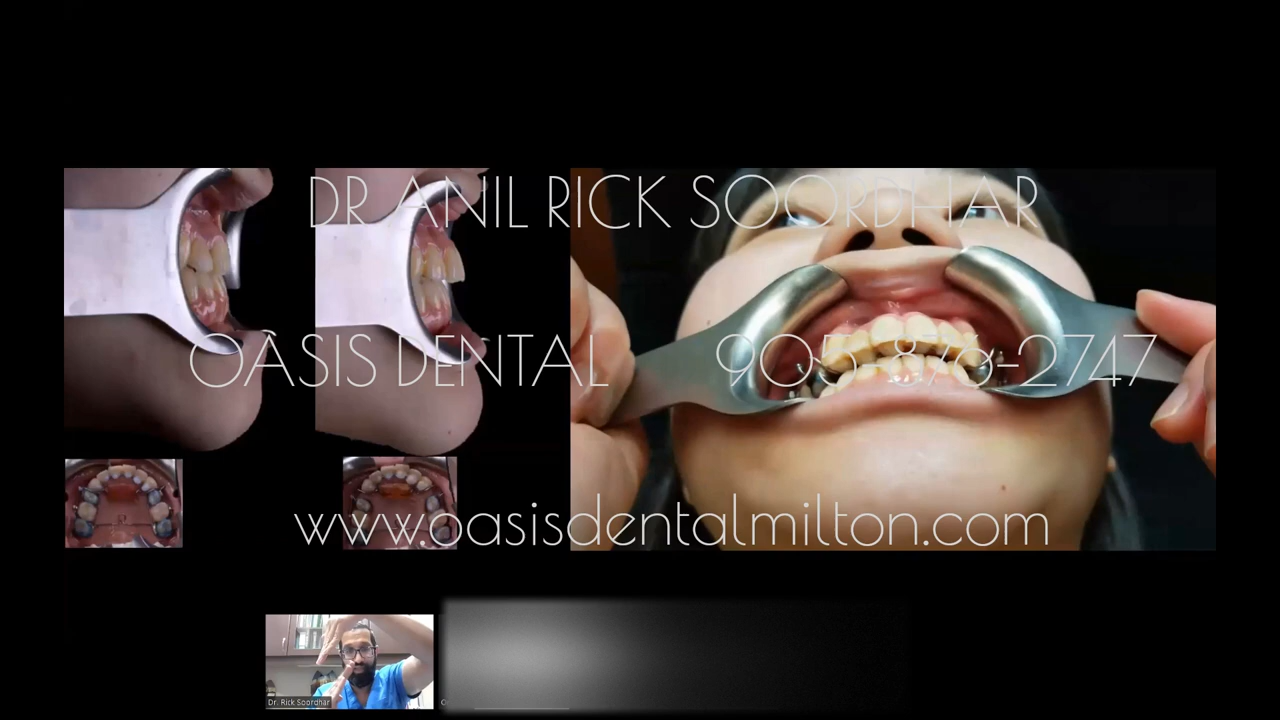 DR ANIL RICK SOORDHAR
OASIS DENTAL 905-876-2747
www.oasisdentalmilton.com
Dr. Rick Soordhar